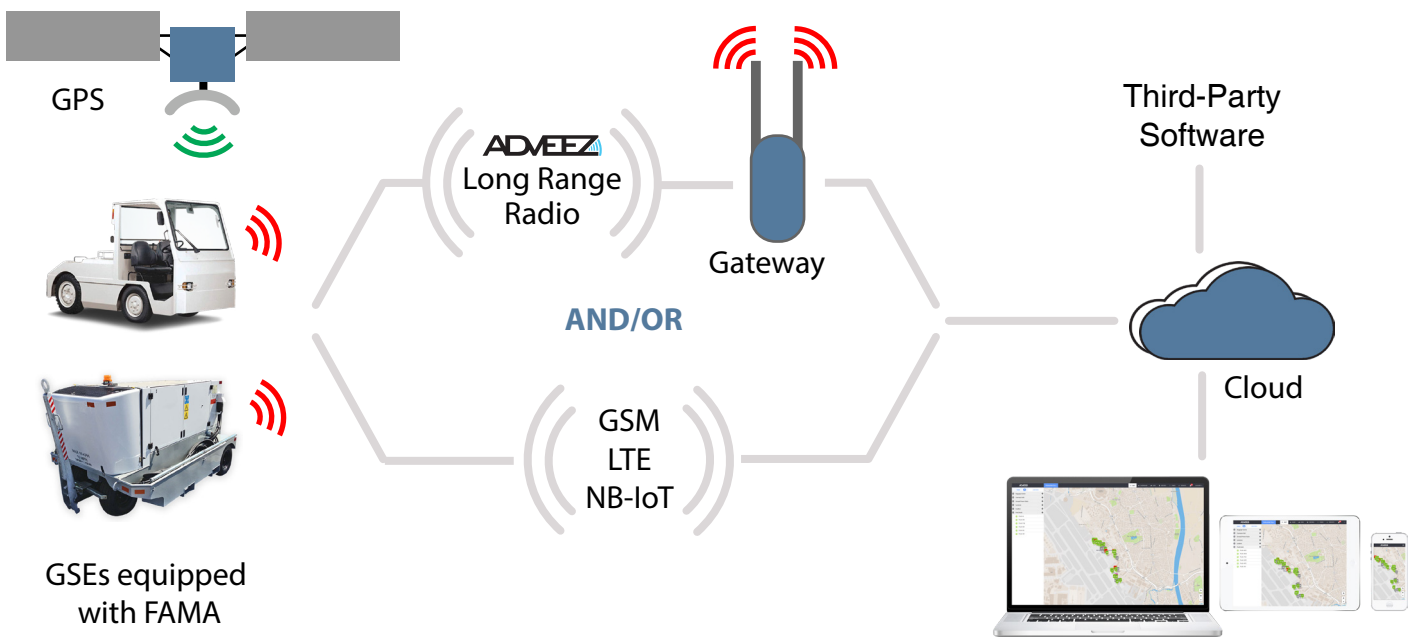 GPS
ADVEEZ
Long Range
Radio
Gateway
Third-Party
Software
AND/OR
Cloud
GSM
LTE
NB-IoT
GSEs equipped
with FAMA